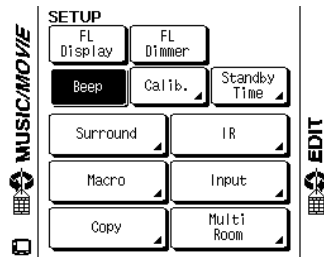 SETUP
FL
Display
FL
Dimmer
Beep
Calib.
Standby
Time
Surround
IR
Macro
Input
Copy
Multi
Room
MUSIC/MOVIE
EDIT